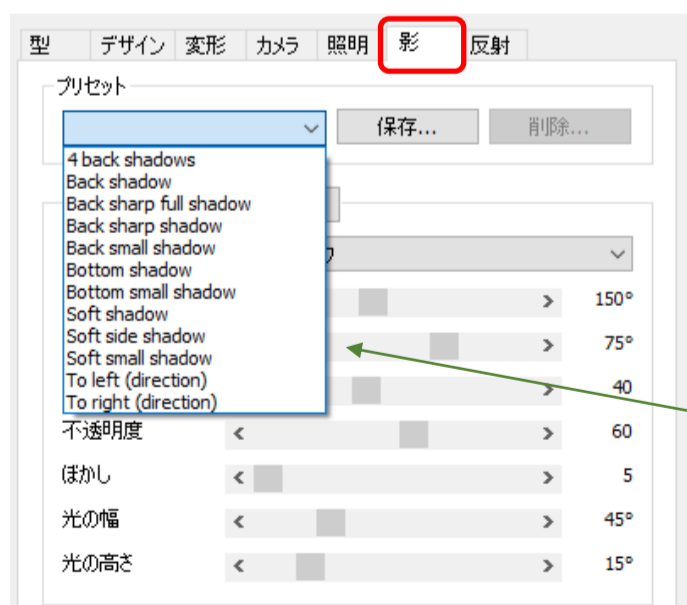 型 デザイン 変形 カメラ 照明 影 反射
プリセット
保存... 削除...
4 back shadows
Back shadow
Back sharp full shadow
Back sharp shadow
Back small shadow
Bottom shadow
Bottom small shadow
Soft shadow
Soft side shadow
Soft small shadow
To left (direction)
To right (direction)
150°
75°
40
不透明度 60
ぼかし 5
光の幅 45°
光の高さ 15°